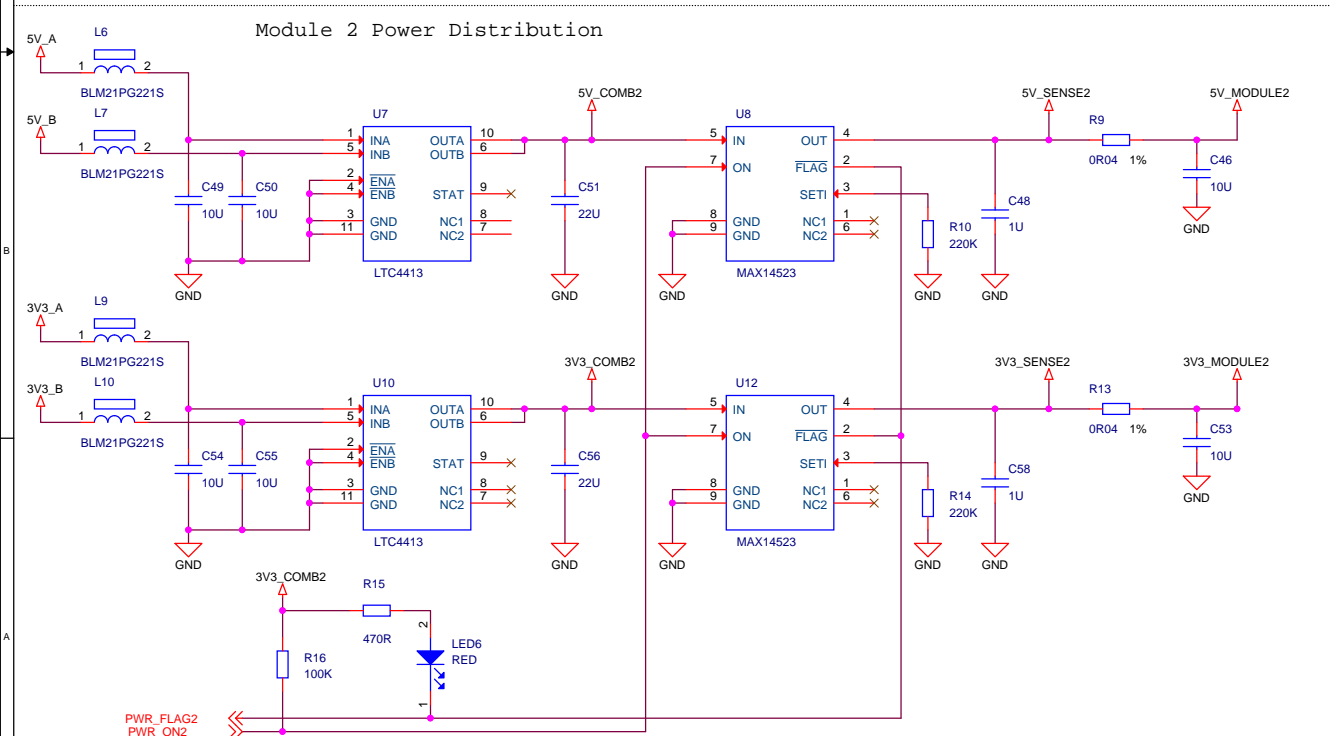 Module 2 Power Distribution
5V_A
L6
1 2
BLM21PG221S
5V_B
L7
1 2
BLM21PG221S
C49
10U
C50
10U
GND
U7
1 INA OUTA 10
5 INB OUTB 6
2 ENA
4 ENB STAT 9
3 GND NC1 8
11 GND NC2 7
LTC4413
5V_COMB2
C51
22U
GND
U8
5 IN OUT 4
7 ON FLAG 2
SETI 3
8 GND NC1 1
9 GND NC2 6
MAX14523
GND
R10
220K
GND
C48
1U
GND
5V_SENSE2
R9
0R04 1%
5V_MODULE2
C46
10U
GND
B
3V3_A
L9
1 2
BLM21PG221S
3V3_B
L10
1 2
BLM21PG221S
C54
10U
C55
10U
GND
U10
1 INA OUTA 10
5 INB OUTB 6
2 ENA
4 ENB STAT 9
3 GND NC1 8
11 GND NC2 7
LTC4413
3V3_COMB2
C56
22U
GND
U12
5 IN OUT 4
7 ON FLAG 2
SETI 3
8 GND NC1 1
9 GND NC2 6
MAX14523
GND
R14
220K
GND
C58
1U
GND
3V3_SENSE2
R13
0R04 1%
3V3_MODULE2
C53
10U
GND
A
3V3_COMB2
R15
470R
R16
100K
2
LED6
RED
1
PWR_FLAG2
PWR_ON2